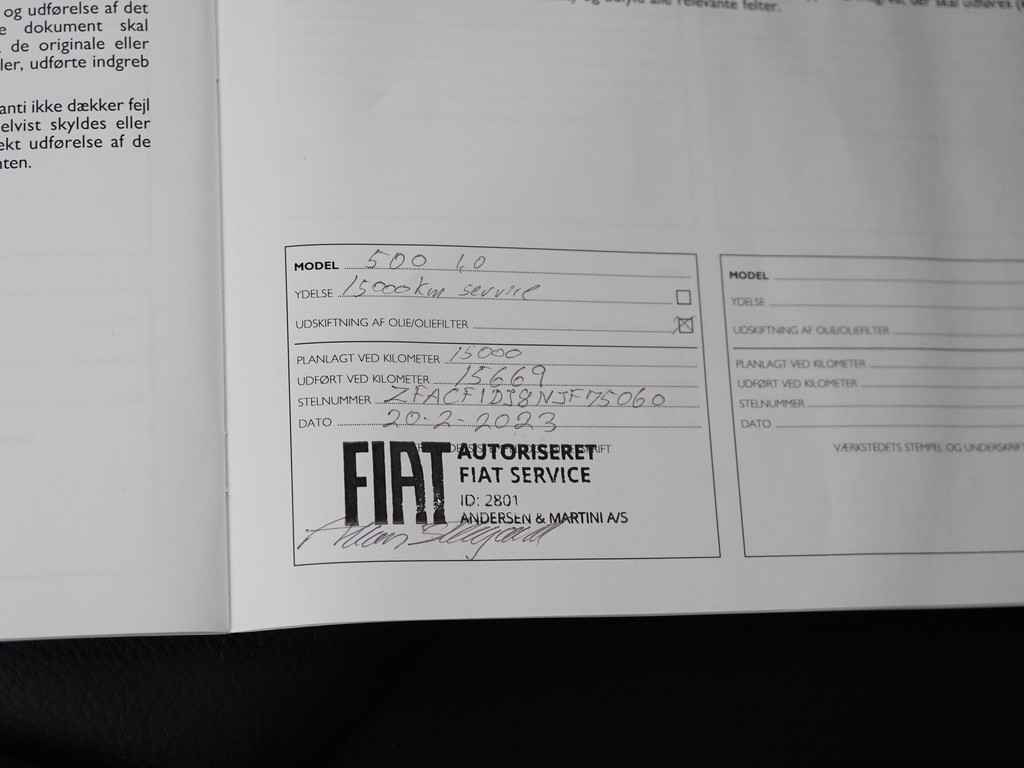 og udførelse af det
dokument skal
de originale eller
ler, udførte indgreb
anti ikke dækker fejl
elvist skyldes eller
ekt udførelse af de
nten.
alle relevante felter.
MODEL 500 1,0
YDELSE 15000km service
UDSKIFTNING AF OLIE/OLIEFILTER
PLANLAGT VED KILOMETER 15000
UDFØRT VED KILOMETER 15669
STELNUMMER ZFACF1DJ8NJF75060
DATO 20-2-2023
FIAT AUTORISERET
FIAT SERVICE
ID: 2801
ANDERSEN & MARTINI A/S
MODEL
YDELSE
UDSKIFTNING AF OLIE/OLIEFILTER
PLANLAGT VED KILOMETER
UDFØRT VED KILOMETER
STELNUMMER
DATO
VÆRKSTEDETS STEMPEL OG UNDERSKRIFT